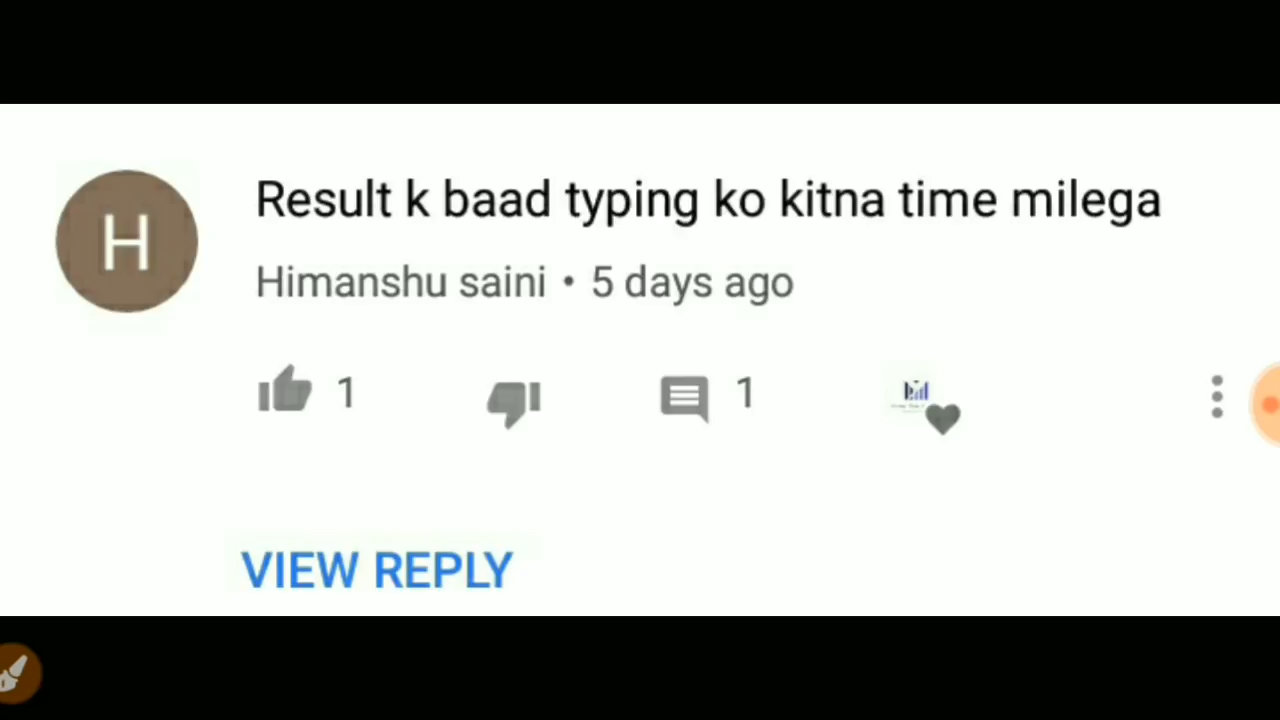 H
Result k baad typing ko kitna time milega
Himanshu saini • 5 days ago
1
1
VIEW REPLY